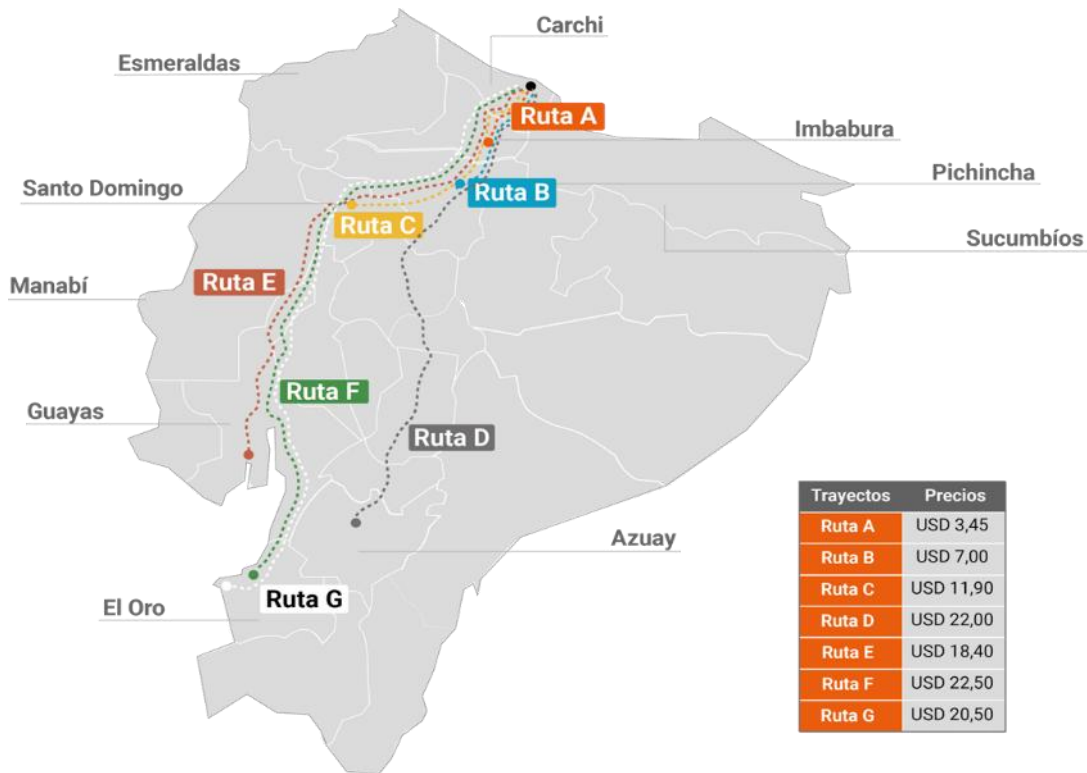 Carchi
Esmeraldas
Ruta A
Imbabura
Pichincha
Santo Domingo
Ruta B
Ruta C
Sucumbíos
Ruta E
Manabí
Ruta F
Guayas
Ruta D
Azuay
Ruta G
El Oro
Trayectos Precios
Ruta A USD 3,45
Ruta B USD 7,00
Ruta C USD 11,90
Ruta D USD 22,00
Ruta E USD 18,40
Ruta F USD 22,50
Ruta G USD 20,50